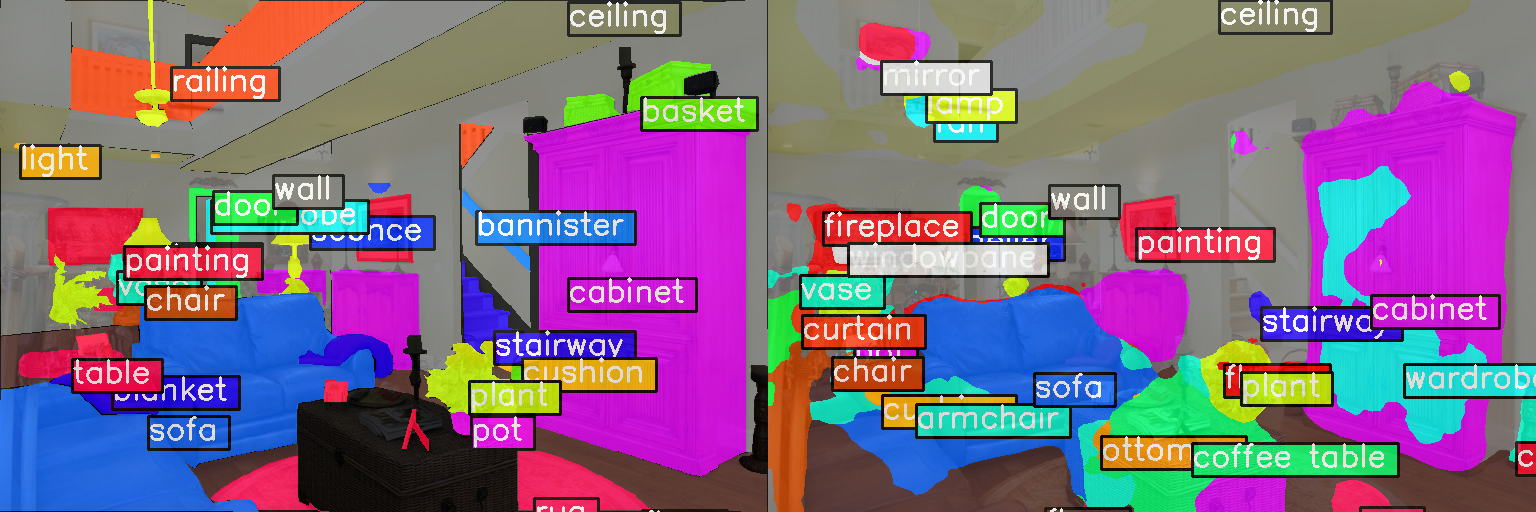 ceiling
railing
basket
light
wall
door
sconce
bannister
painting
vase
chair
cabinet
stairway
cushion
table
blanket
plant
sofa
pot
rug
ceiling
mirror
lamp
fan
wall
door
fireplace
painting
windowpane
vase
cabinet
stairway
curtain
chair
sofa
wardrobe
plant
armchair
coffee table